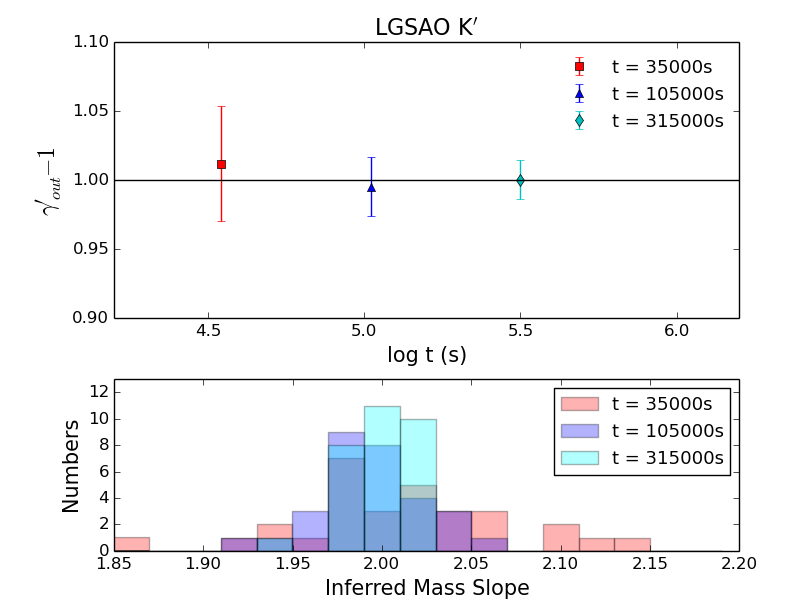 LGSAO K′
1.10
1.05
1.00
0.95
0.90
γ′out−1
t = 35000s
t = 105000s
t = 315000s
4.5 5.0 5.5 6.0
log t (s)
12
10
8
6
4
2
0
Numbers
t = 35000s
t = 105000s
t = 315000s
1.85 1.90 1.95 2.00 2.05 2.10 2.15 2.20
Inferred Mass Slope